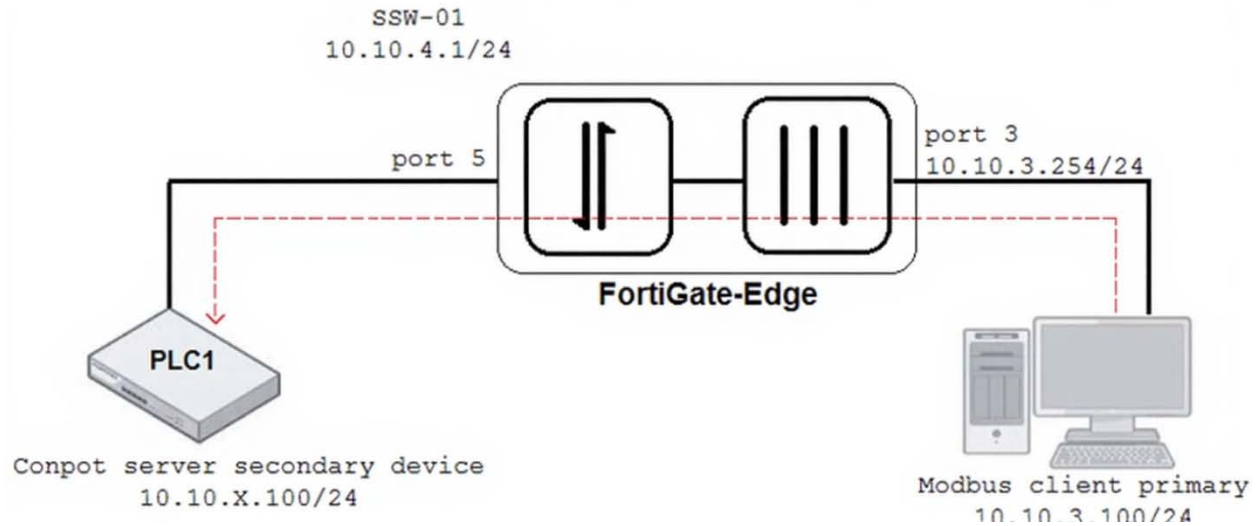 SSW-01
10.10.4.1/24
port 5
port 3
10.10.3.254/24
FortiGate-Edge
PLC1
Conpot server secondary device
10.10.X.100/24
Modbus client primary
10.10.3.100/24